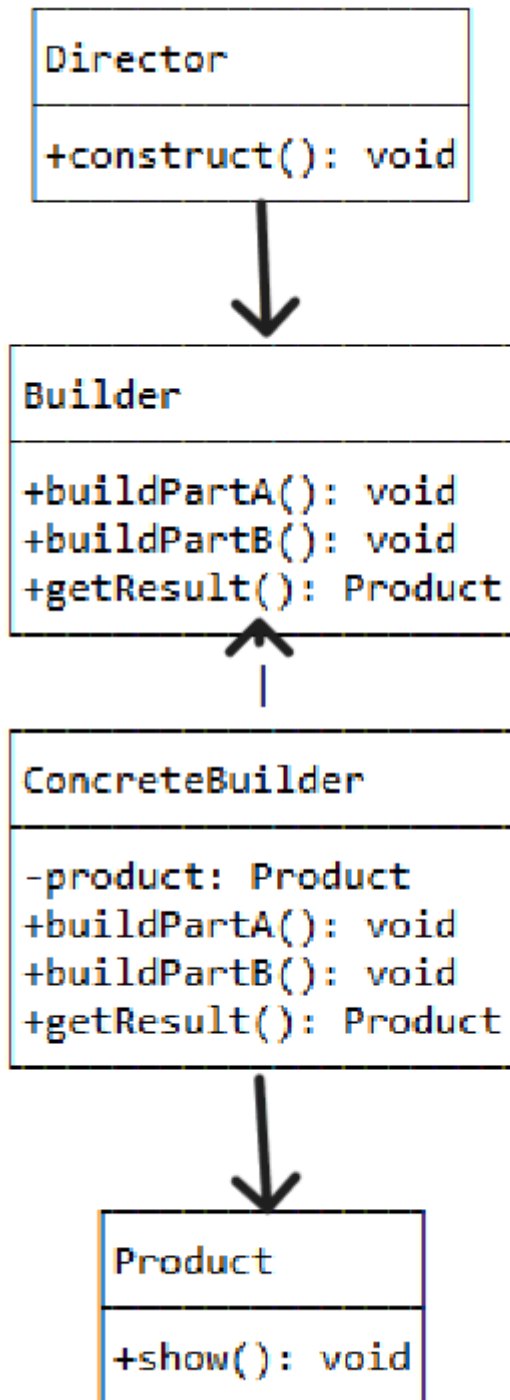 Director
+construct(): void
Builder
+buildPartA(): void
+buildPartB(): void
+getResult(): Product
ConcreteBuilder
-product: Product
+buildPartA(): void
+buildPartB(): void
+getResult(): Product
Product
+show(): void